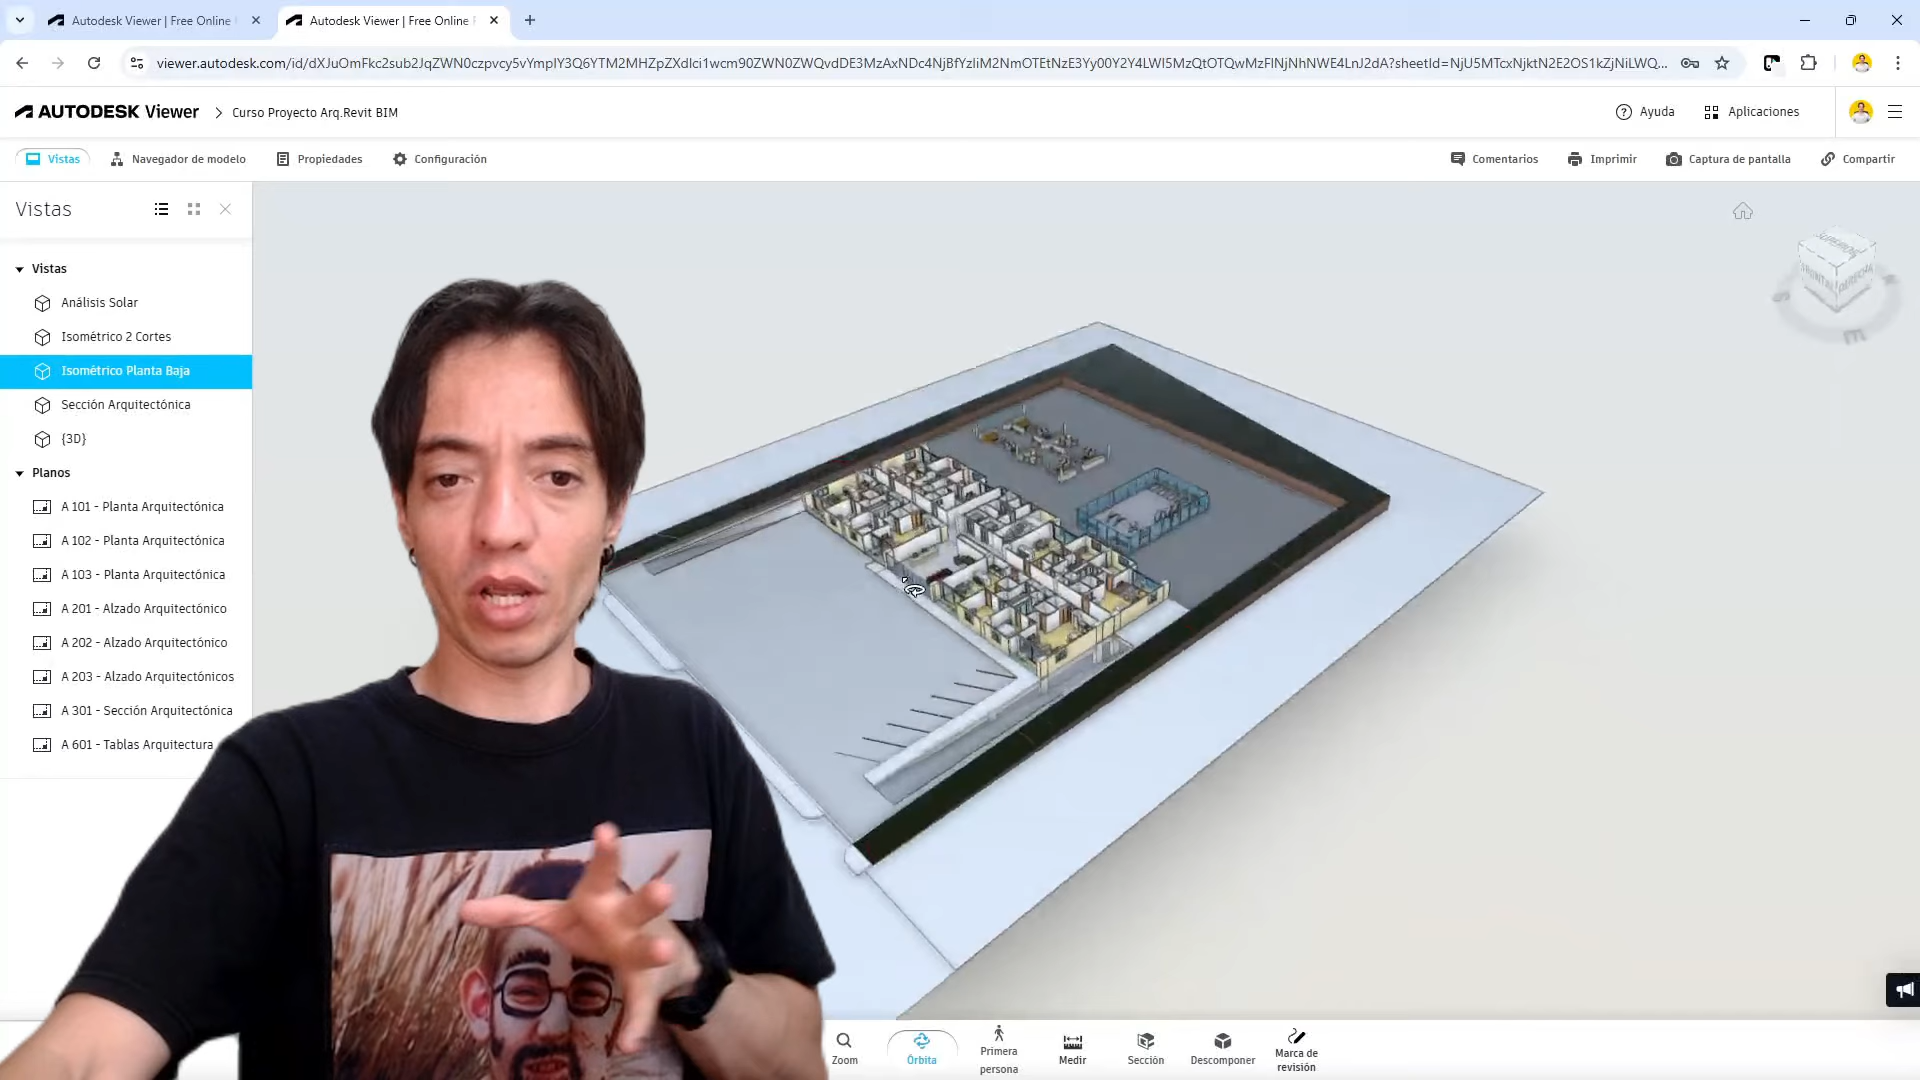 Autodesk Viewer | Free Online
Autodesk Viewer | Free Online
viewer.autodesk.com/id/dXJuOmFkc2sub2JqZWN0czpvcy5vYmplY3Q6YTM2MHZpZXdlci1wcm90ZWN0ZWQvdDE3MzAxNDc4NjBfYzliM2NmOTEtNzE3Yy00Y2Y4LWI5MzQtOTQwMzFlNjNhNWE4LnJ2dA?sheetId=NjU5MTcxNjktN2E2OS1kZjNiLWQ...
AUTODESK Viewer > Curso Proyecto Arq.Revit BIM
Ayuda
Aplicaciones
Vistas
Navegador de modelo
Propiedades
Configuración
Comentarios
Imprimir
Captura de pantalla
Compartir
Vistas
Vistas
Análisis Solar
Isométrico 2 Cortes
Isométrico Planta Baja
Sección Arquitectónica
{3D}
Planos
A 101 - Planta Arquitectónica
A 102 - Planta Arquitectónica
A 103 - Planta Arquitectónica
A 201 - Alzado Arquitectónico
A 202 - Alzado Arquitectónico
A 203 - Alzado Arquitectónicos
A 301 - Sección Arquitectónica
A 601 - Tablas Arquitectura
E
Zoom
Órbita
Primera
persona
Medir
Sección
Descomponer
Marca de
revisión